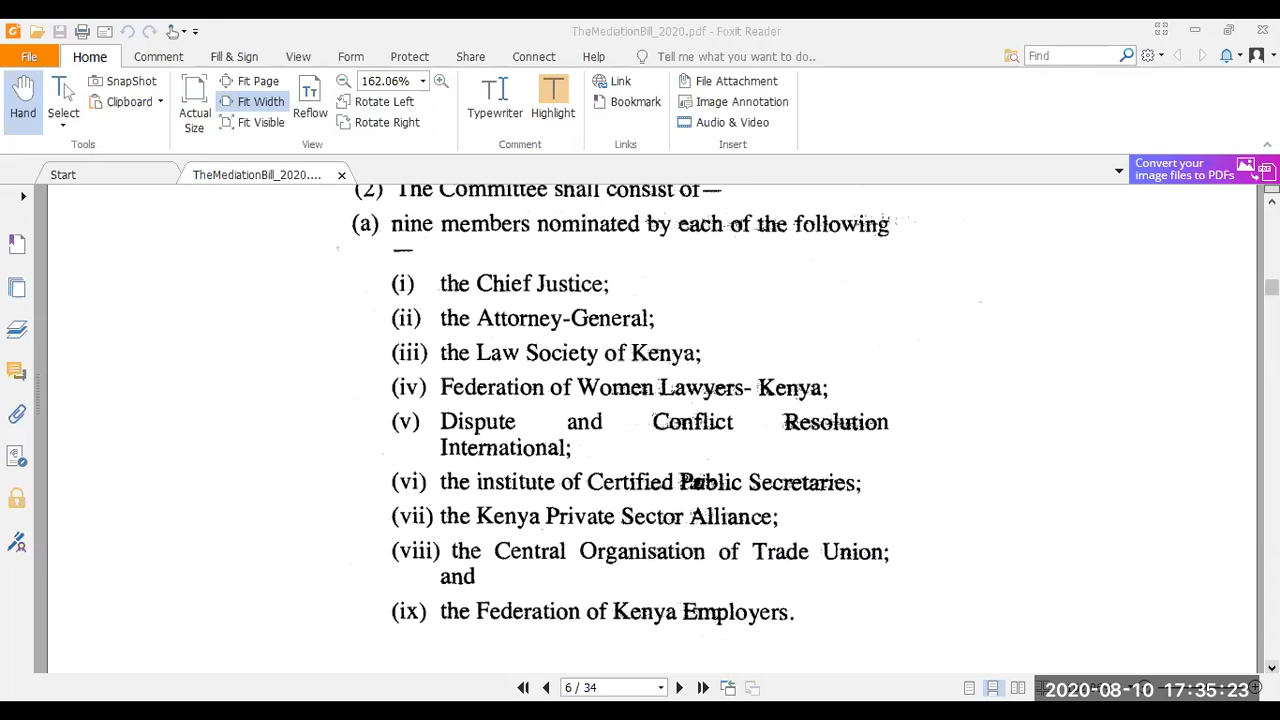 TheMediationBill_2020.pdf - Foxit Reader
File Home Comment Fill & Sign View Form Protect Share Connect Help Tell me what you want to do.. Find
Hand
Select
SnapShot
Clipboard
Actual Size
Fit Page
Fit Width
Fit Visible
Reflow
162.06%
Rotate Left
Rotate Right
Typewriter
Highlight
Link
Bookmark
File Attachment
Image Annotation
Audio & Video
Tools View Comment Links Insert
Start TheMediationBill_2020....
Convert your
image files to PDFs
(2) The Committee shall consist of—
(a) nine members nominated by each of the following
—
(i) the Chief Justice;
(ii) the Attorney-General;
(iii) the Law Society of Kenya;
(iv) Federation of Women Lawyers- Kenya;
(v) Dispute and Conflict Resolution
International;
(vi) the institute of Certified Public Secretaries;
(vii) the Kenya Private Sector Alliance;
(viii) the Central Organisation of Trade Union;
and
(ix) the Federation of Kenya Employers.
6 / 34
2020-08-10 17:35:23